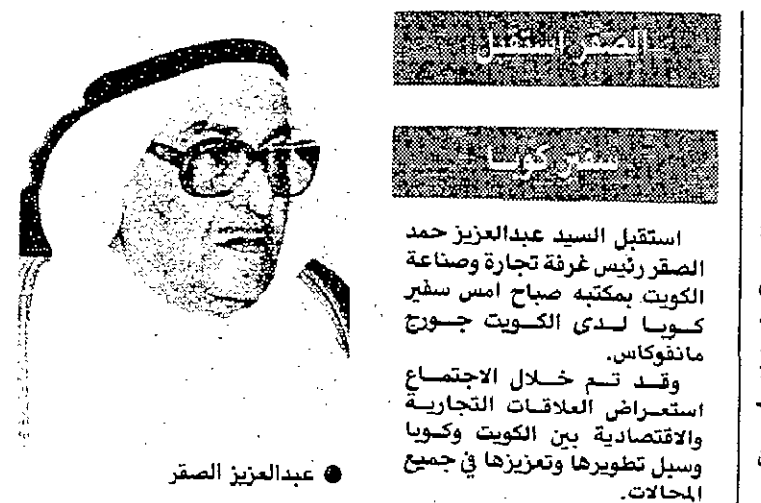 الصقر استقبل
سفير كوبا
استقبل السيد عبدالعزيز حمد
الصقر رئيس غرفة تجارة وصناعة
الكويت بمكتبه صباح امس سفير
كوبا لدى الكويت جورج
مانفوكاس.
وقد تم خلال الاجتماع
استعراض العلاقات التجارية
والاقتصادية بين الكويت وكوبا
وسبل تطويرها وتعزيزها في جميع
المجالات.
● عبدالعزيز الصقر